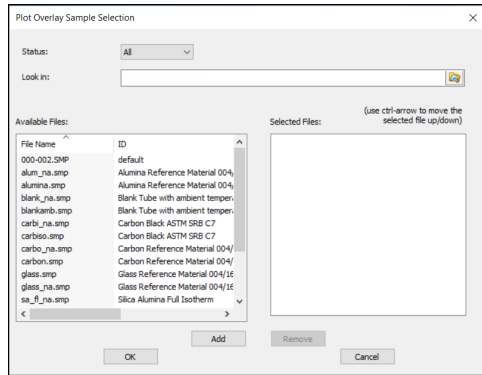 Plot Overlay Sample Selection
Status:
All
Look in:
(use ctrl-arrow to move the
selected file up/down)
Available Files:
Selected Files:
File Name ID
000-002.SMP default
alum_na.smp Alumina Reference Material 004/
alumina.smp Alumina Reference Material 004/
blank_na.smp Blank Tube with ambient tempera
blankamb.smp Blank Tube with ambient tempera
carbi_na.smp Carbon Black ASTM SRB C7
carbiso.smp Carbon Black ASTM SRB C7
carbo_na.smp Carbon Reference Material 004/
carbon.smp Carbon Reference Material 004/
glass.smp Glass Reference Material 004/16
glass_na.smp Glass Reference Material 004/16
sa_fl_na.smp Silica Alumina Full Isotherm
Add
Remove
OK
Cancel